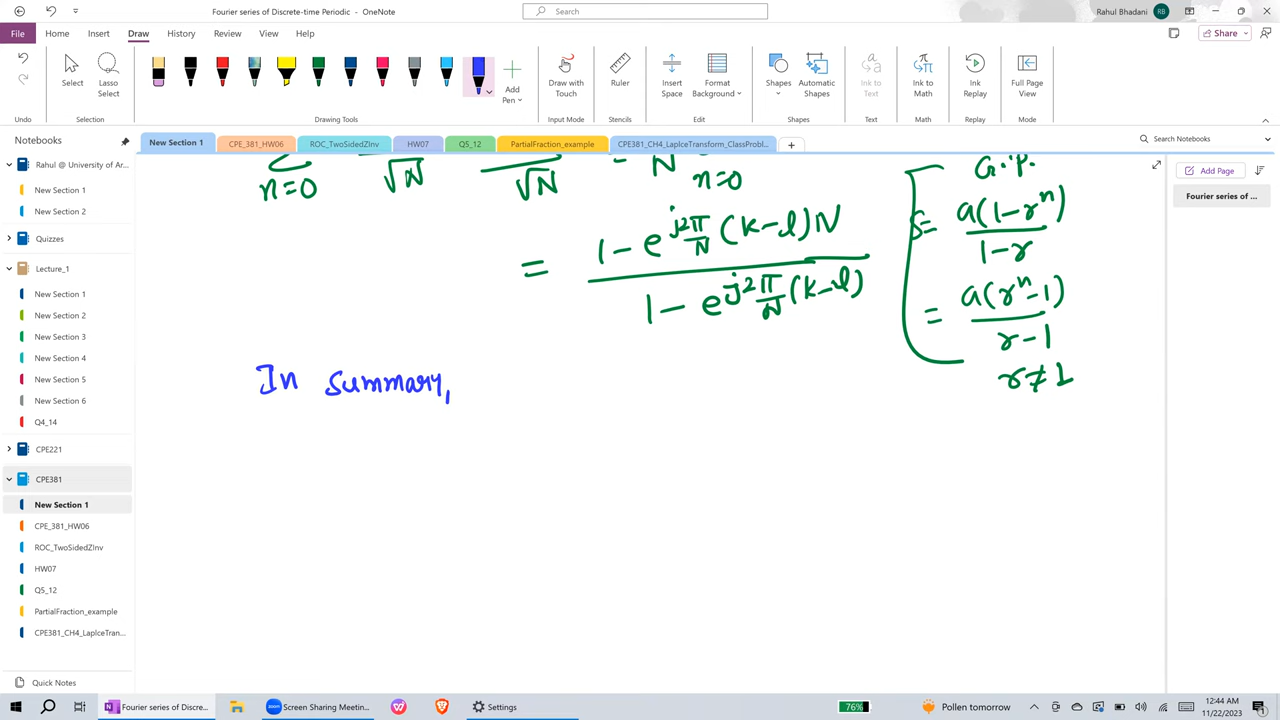 Fourier series of Discrete-time Periodic - OneNote
Search
Rahul Bhadani RB
File Home Insert Draw History Review View Help
Share
Select
Lasso Select
Add Pen
Draw with Touch
Ruler
Insert Space
Format Background
Shapes
Automatic Shapes
Ink to Text
Ink to Math
Ink Replay
Full Page View
Undo Selection Drawing Tools Input Mode Stencils Edit Shapes Text Math Replay View
Notebooks
New Section 1 CPE_381_HW06 ROC_TwoSidedZInv HW07 Q5_12 PartialFraction_example CPE381_CH4_LaplceTransform_ClassProbl...
Search Notebooks
Rahul @ University of Ar...
New Section 1
New Section 2
Quizzes
Lecture_1
New Section 1
New Section 2
New Section 3
New Section 4
New Section 5
New Section 6
Q4_14
CPE221
CPE381
New Section 1
CPE_381_HW06
ROC_TwoSidedZInv
HW07
Q5_12
PartialFraction_example
CPE381_CH4_LaplceTran...
Quick Notes
Add Page
Fourier series of ...
n=0 √N √N = N n=0
= (1 - e^{j2π/N (k-l)N}) / (1 - e^{j2π/N (k-l)})
G.P.
S = a(1-r^n) / (1-r)
= a(r^n-1) / (r-1)
r≠1
In summary,
Fourier series of Discre...
Screen Sharing Meetin...
Settings
76%
Pollen tomorrow
12:44 AM
11/22/2023